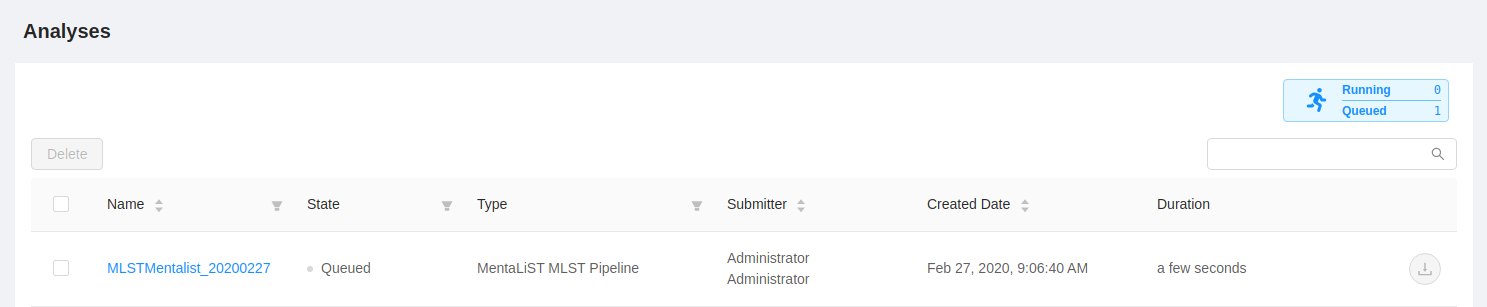 Analyses
Running 0
Queued 1
Delete
Name State Type Submitter Created Date Duration
MLSTMentalist_20200227 Queued MentaLiST MLST Pipeline Administrator Administrator Feb 27, 2020, 9:06:40 AM a few seconds